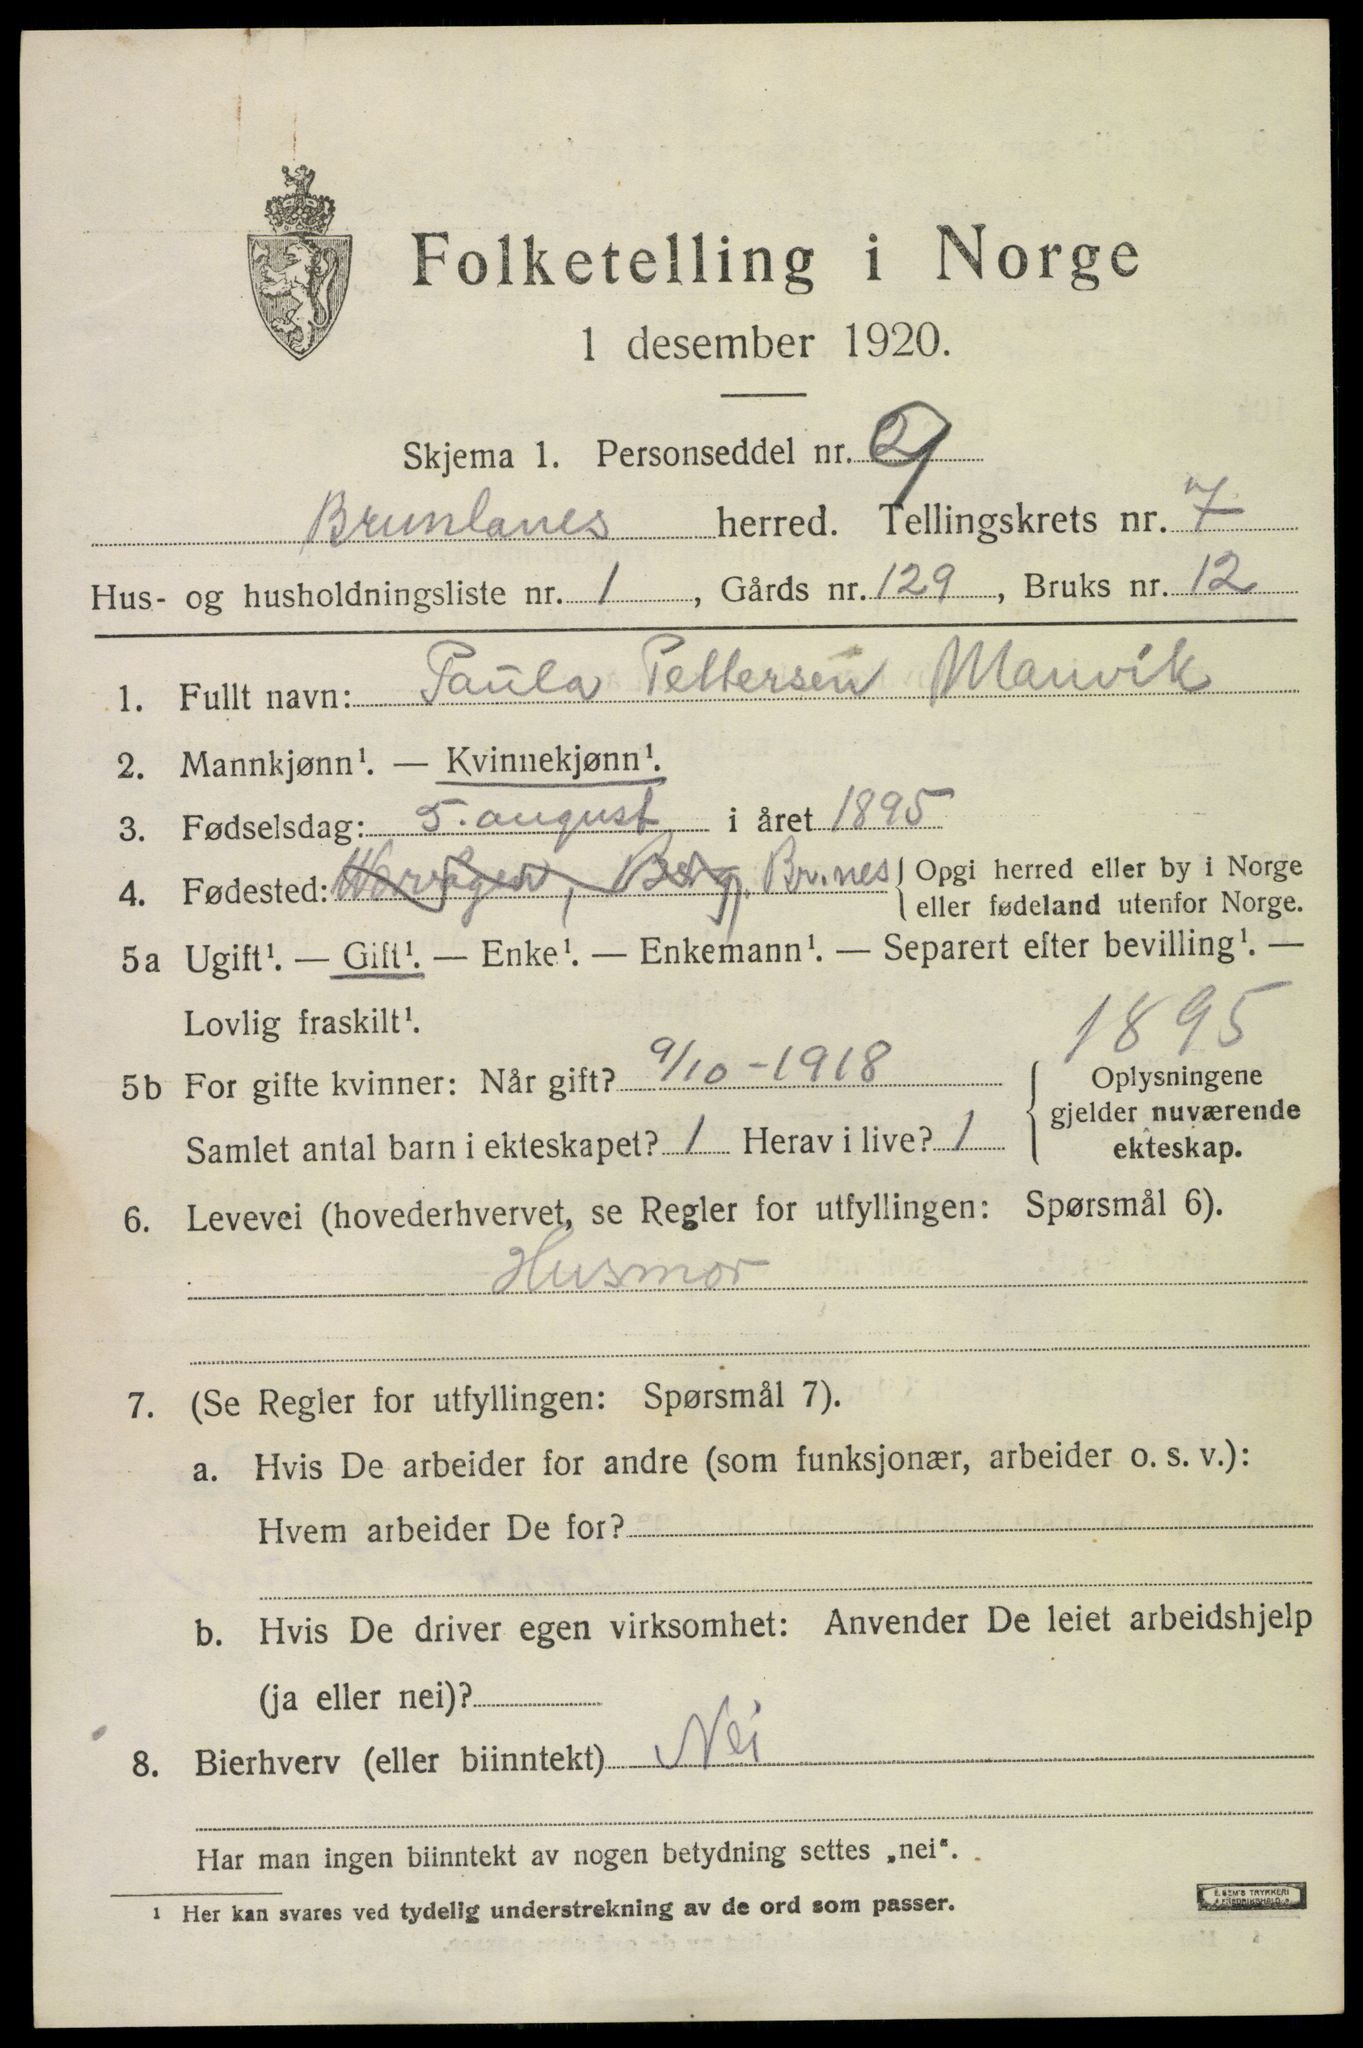 Folketelling i Norge
1 desember 1920.
Skjema 1. Personseddel nr. 2
Brunlanes herred. Tellingskrets nr. 7
Hus- og husholdningsliste nr. 1, Gårds nr. 129, Bruks nr. 12
1. Fullt navn: Paula Pettersen Manvik
2. Mannkjønn¹. — Kvinnekjønn¹.
3. Fødselsdag: 5. august i året 1895
4. Fødested: Berg, Br.nes { Opgi herred eller by i Norge
eller fødeland utenfor Norge.
5a Ugift¹. — Gift¹. — Enke¹. — Enkemann¹. — Separert efter bevilling¹. —
Lovlig fraskilt¹.
1895
5b For gifte kvinner: Når gift? 9/10-1918
Samlet antal barn i ekteskapet? 1 Herav i live? 1
{ Oplysningene
gjelder nuværende
ekteskap.
6. Levevei (hovederhvervet, se Regler for utfyllingen: Spørsmål 6).
Husmor
7. (Se Regler for utfyllingen: Spørsmål 7).
a. Hvis De arbeider for andre (som funksjonær, arbeider o. s. v.):
Hvem arbeider De for?
b. Hvis De driver egen virksomhet: Anvender De leiet arbeidshjelp
(ja eller nei)?
8. Bierhverv (eller biinntekt) Nei
Har man ingen biinntekt av nogen betydning settes „nei“.
¹ Her kan svares ved tydelig understrekning av de ord som passer.
E. SEM'S TRYKKERI
FREDRIKSHALD